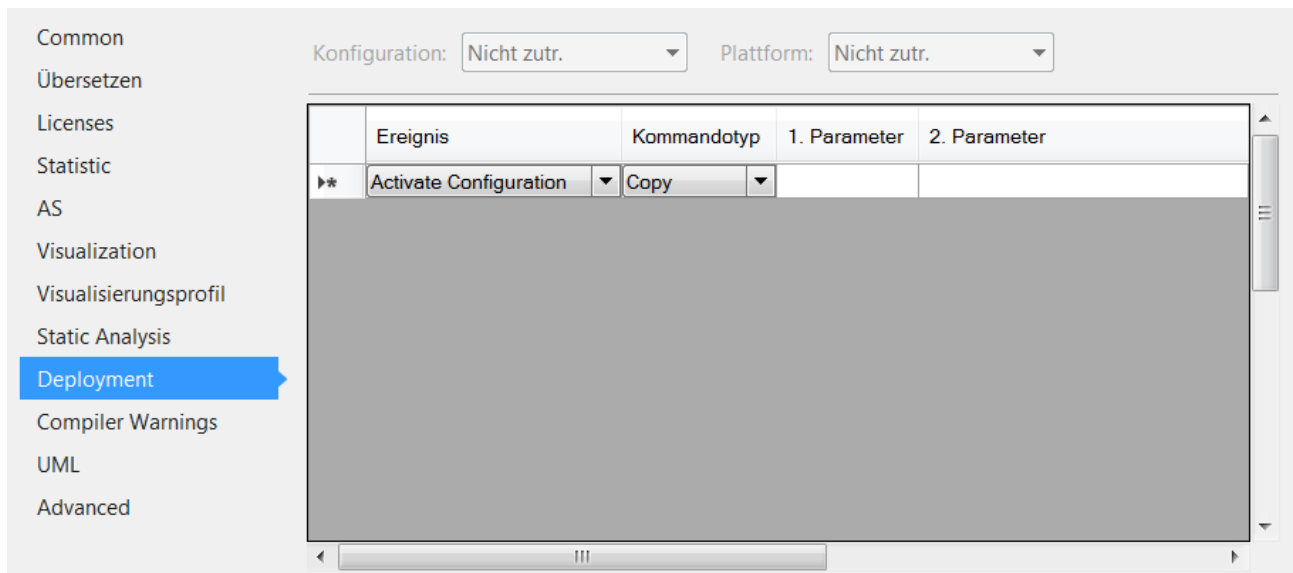 Common
Übersetzen
Licenses
Statistic
AS
Visualization
Visualisierungsprofil
Static Analysis
Deployment
Compiler Warnings
UML
Advanced
Konfiguration: Nicht zutr. Plattform: Nicht zutr.
Ereignis Kommandotyp 1. Parameter 2. Parameter
Activate Configuration Copy